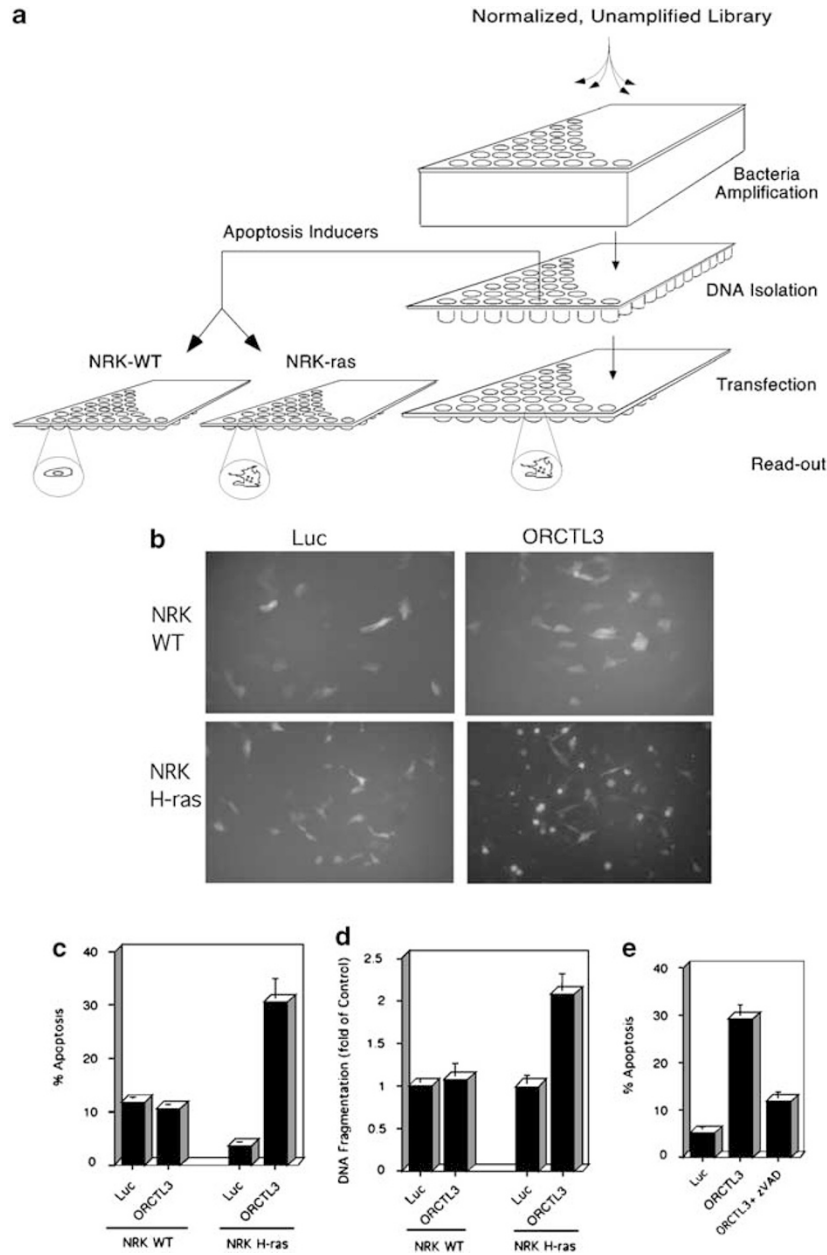 a
Normalized, Unamplified Library
Bacteria
Amplification
Apoptosis Inducers
DNA Isolation
NRK-WT
NRK-ras
Transfection
Read-out
b
Luc
ORCTL3
NRK
WT
NRK
H-ras
c
% Apoptosis
40
30
20
10
0
Luc
ORCTL3
Luc
ORCTL3
NRK WT
NRK H-ras
d
DNA Fragmentation (fold of Control)
2.5
2
1.5
1
0.5
0
Luc
ORCTL3
Luc
ORCTL3
NRK WT
NRK H-ras
e
% Apoptosis
40
30
20
10
0
Luc
ORCTL3
ORCTL3+ zVAD